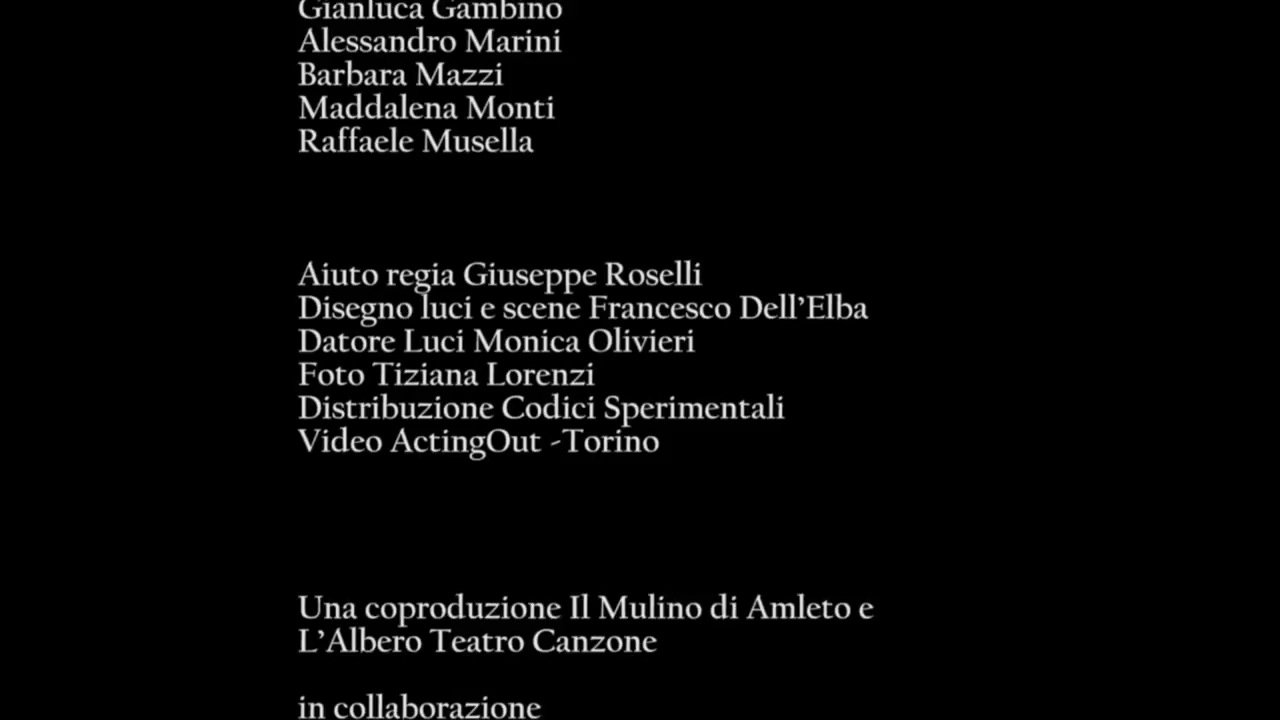 Gianluca Gambino
Alessandro Marini
Barbara Mazzi
Maddalena Monti
Raffaele Musella
Aiuto regia Giuseppe Roselli
Disegno luci e scene Francesco Dell’Elba
Datore Luci Monica Olivieri
Foto Tiziana Lorenzi
Distribuzione Codici Sperimentali
Video ActingOut -Torino
Una coproduzione Il Mulino di Amleto e
L’Albero Teatro Canzone
in collaborazione